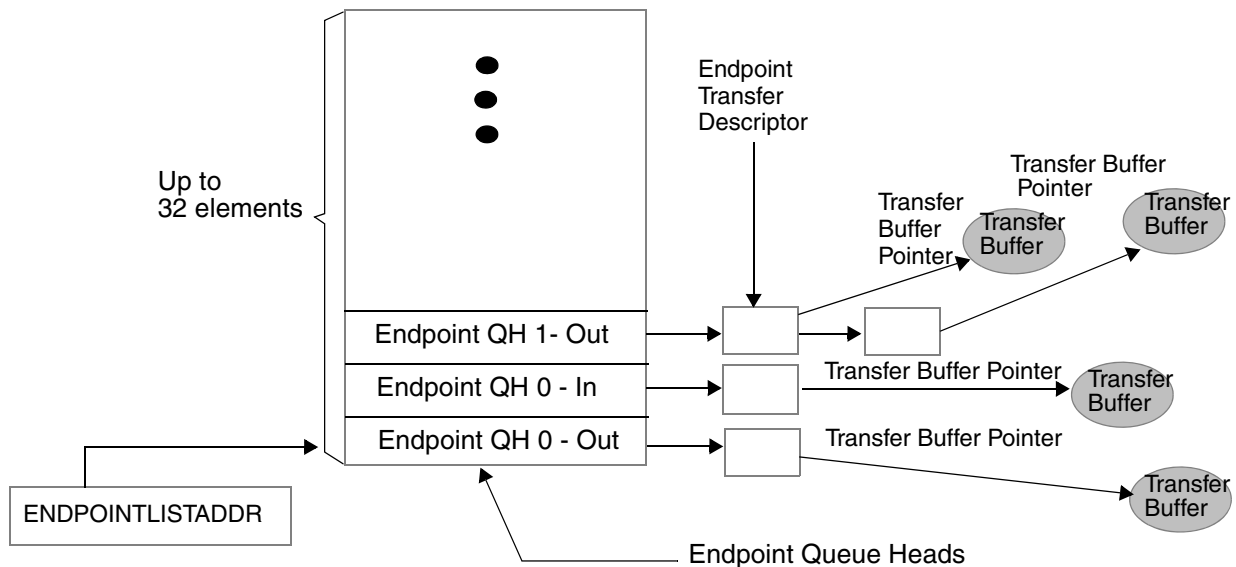 Endpoint
Transfer
Descriptor
Up to
32 elements
Transfer Buffer
Pointer
Transfer
Buffer
Pointer
Transfer
Buffer
Transfer
Buffer
Endpoint QH 1- Out
Endpoint QH 0 - In
Transfer Buffer Pointer
Transfer
Buffer
Endpoint QH 0 - Out
Transfer Buffer Pointer
Transfer
Buffer
ENDPOINTLISTADDR
Endpoint Queue Heads